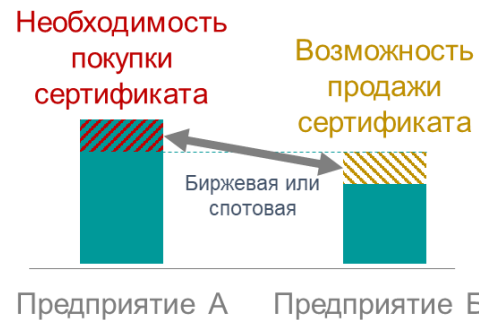 Необходимость
покупки
сертификата
Возможность
продажи
сертификата
Биржевая или
спотовая
Предприятие А
Предприятие Б